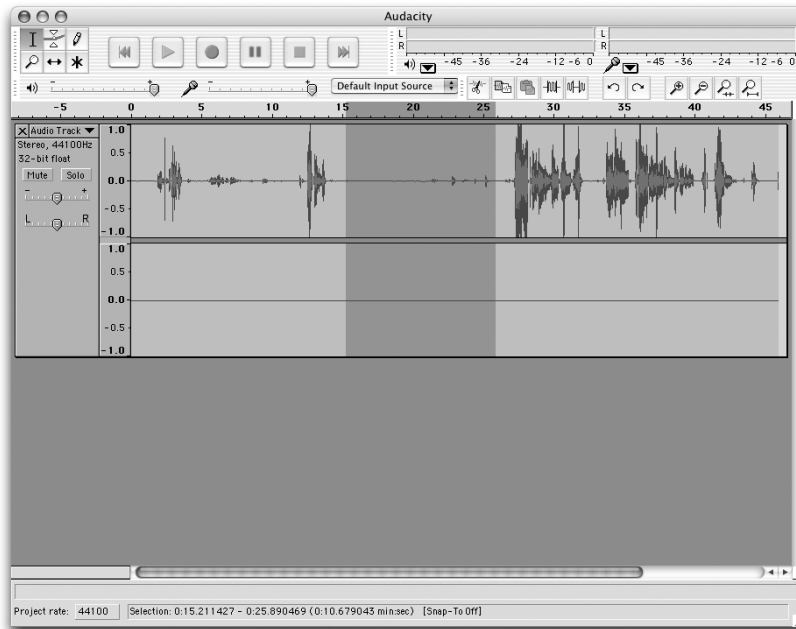 Audacity
L
R
-45 -36 -24 -12 -6 0
L
R
-45 -36 -24 -12 -6 0
- +
- +
Default Input Source
-5 0 5 10 15 20 25 30 35 40 45
X Audio Track
Stereo, 44100Hz
32-bit float
Mute Solo
- +
L R
1.0
0.5
0.0
-0.5
-1.0
1.0
0.5
0.0
-0.5
-1.0
Project rate: 44100 Selection: 0:15.211427 - 0:25.890469 (0:10.679043 min:sec) [Snap-To Off]